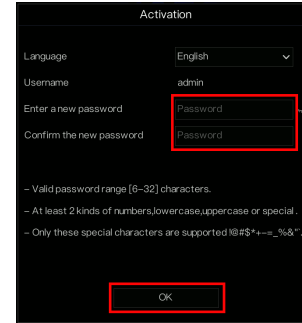 Activation
Language English
Username admin
Enter a new password Password
Confirm the new password Password
– Valid password range [6–32] characters.
– At least 2 kinds of numbers,lowercase,uppercase or special .
– Only these special characters are supported !@#$*+-=_%&"
OK